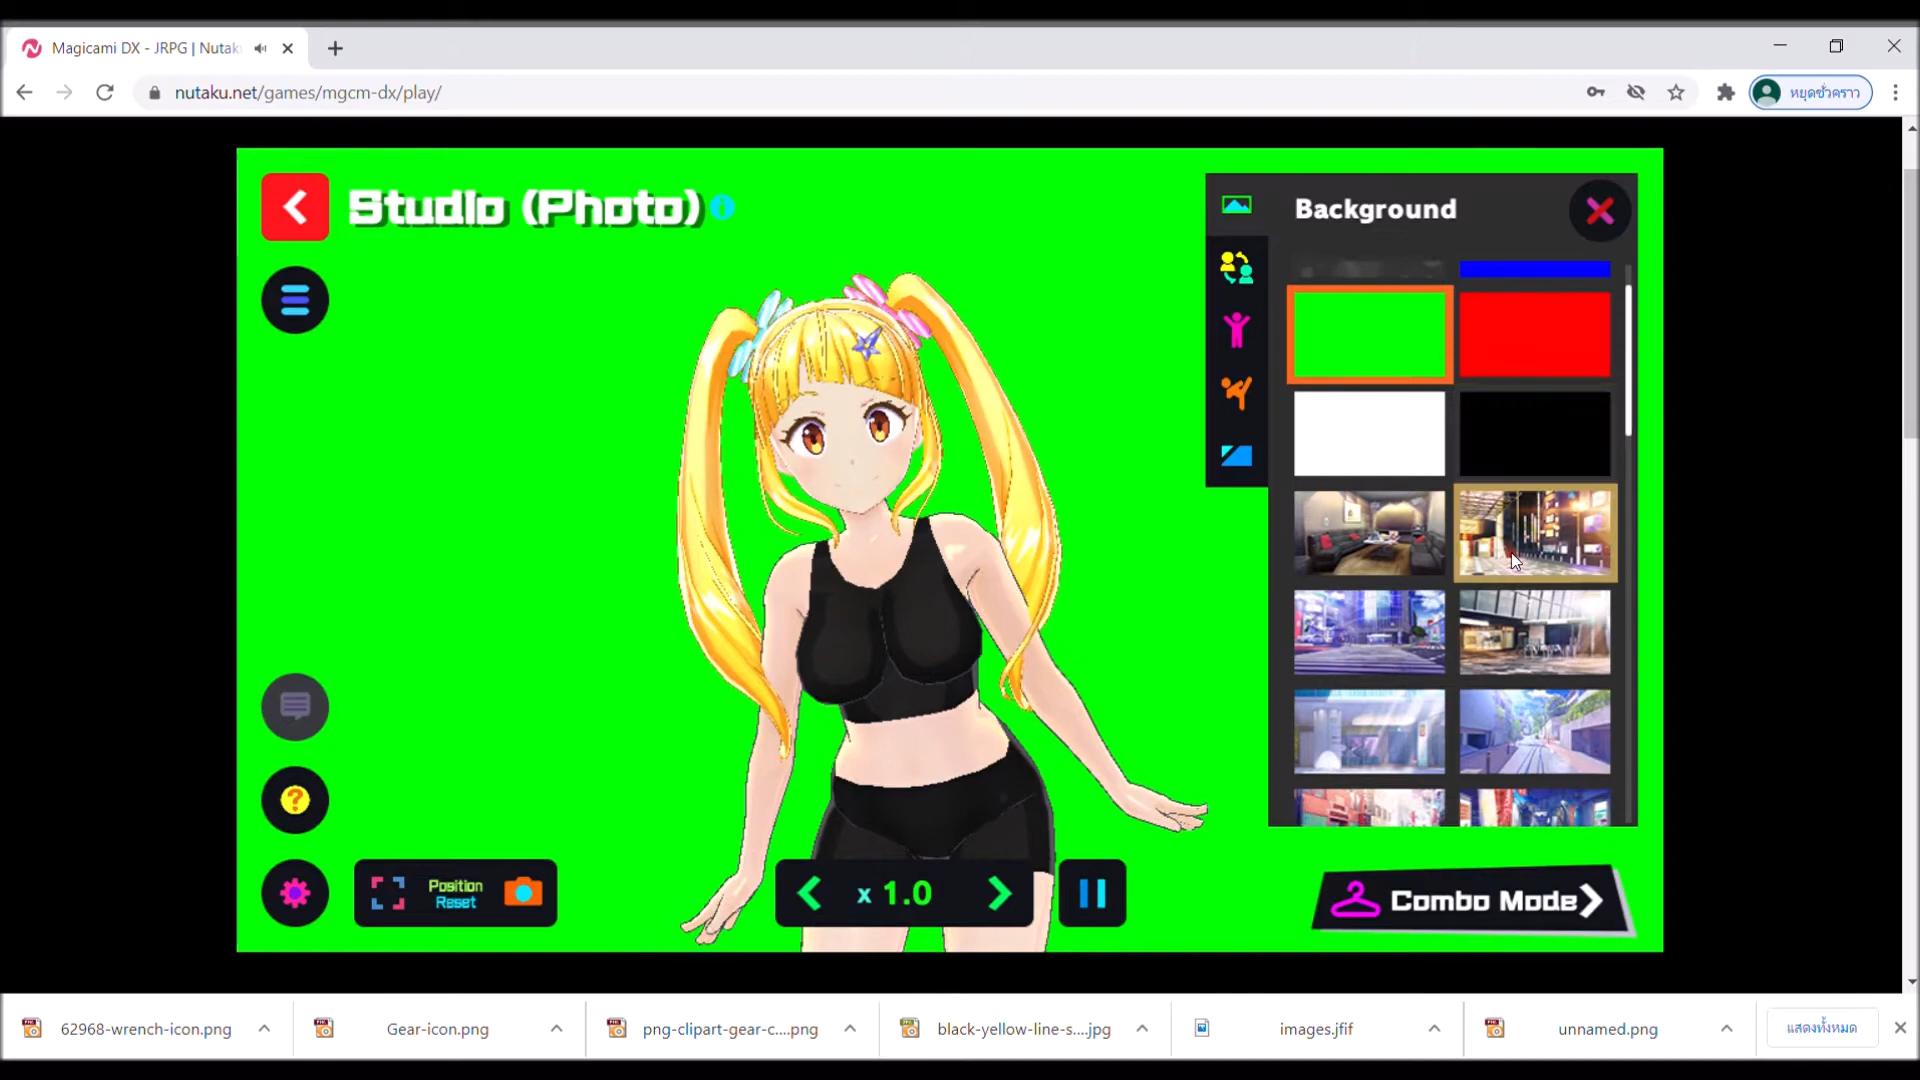 Magicami DX - JRPG | Nutak
nutaku.net/games/mgcm-dx/play/
หยุดชั่วคราว
Studio (Photo)
Background
Position
Reset
x 1.0
Combo Mode
62968-wrench-icon.png
Gear-icon.png
png-clipart-gear-c....png
black-yellow-line-s....jpg
images.jfif
unnamed.png
แสดงทั้งหมด